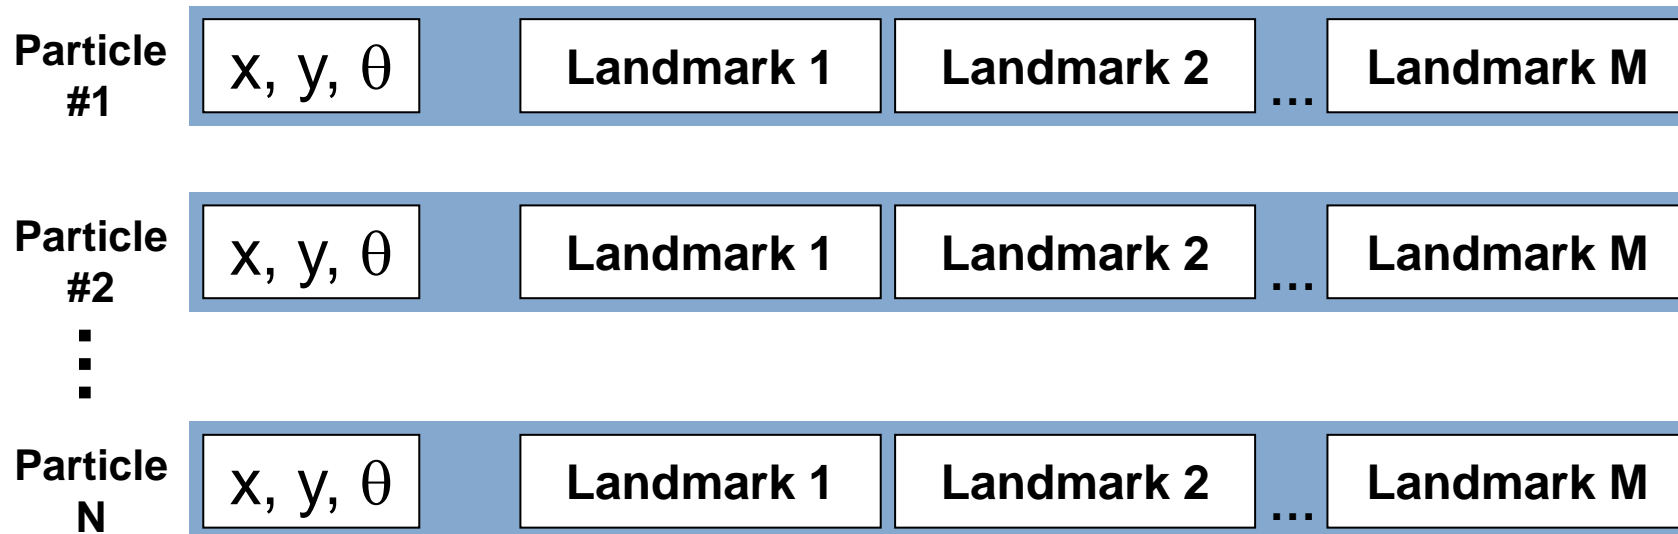 Particle
#1
x, y, θ
Landmark 1
Landmark 2
...
Landmark M
Particle
#2
x, y, θ
Landmark 1
Landmark 2
...
Landmark M
⋮
Particle
N
x, y, θ
Landmark 1
Landmark 2
...
Landmark M